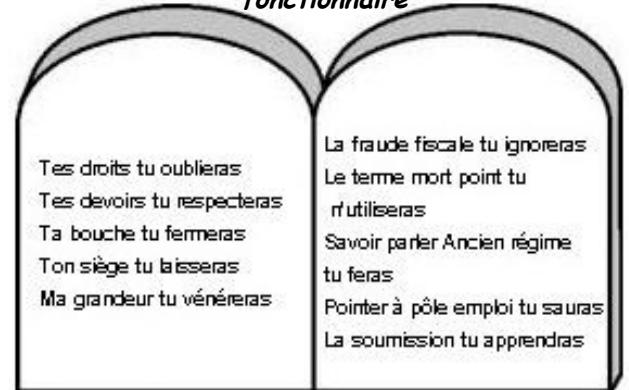 fonctionnaire
Tes droits tu oublieras
Tes devoirs tu respecteras
Ta bouche tu fermeras
Ton siège tu laisseras
Ma grandeur tu vénéreras
La fraude fiscale tu ignoreras
Le terme mort point tu
n'utiliseras
Savoir parler Ancien régime
tu feras
Pointer à pôle emploi tu sauras
La soumission tu apprendras